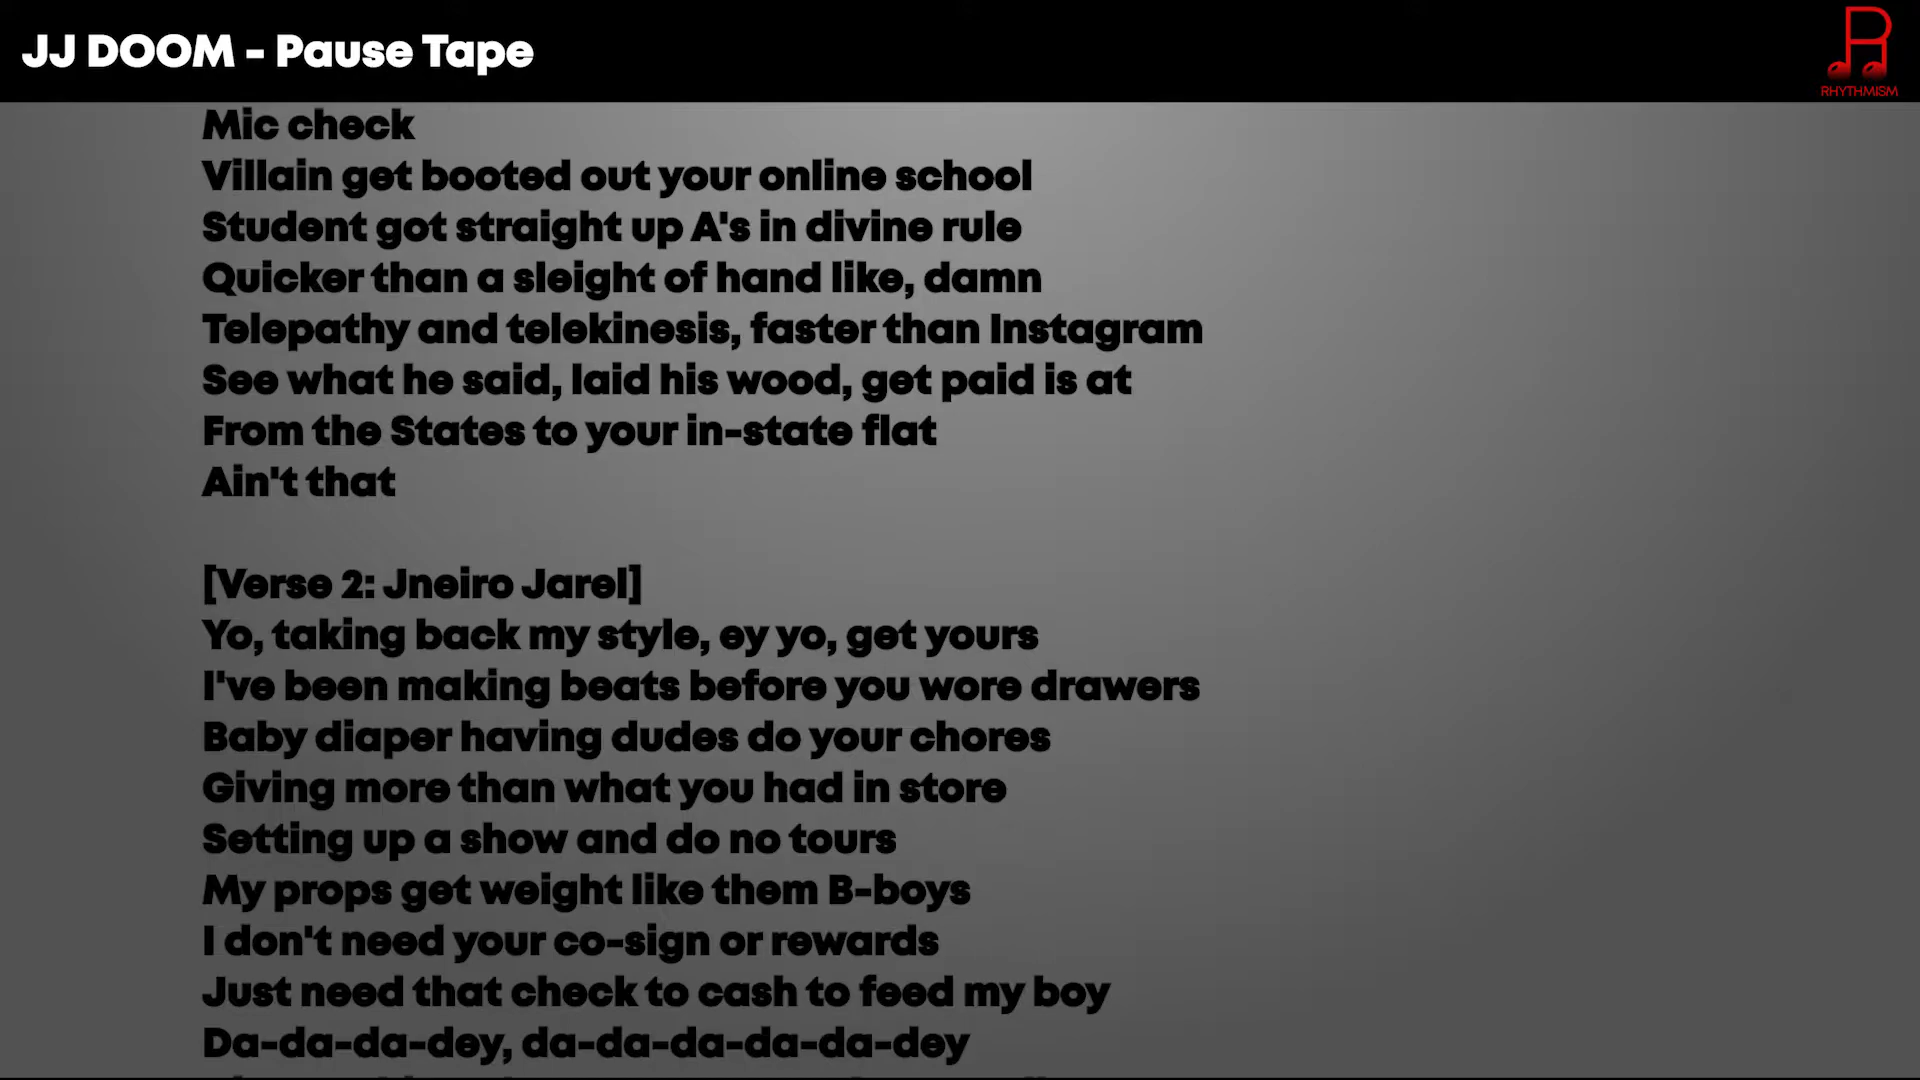 JJ DOOM - Pause Tape
RHYTHMISM
Mic check
Villain get booted out your online school
Student got straight up A's in divine rule
Quicker than a sleight of hand like, damn
Telepathy and telekinesis, faster than Instagram
See what he said, laid his wood, get paid is at
From the States to your in-state flat
Ain't that
[Verse 2: Jneiro Jarel]
Yo, taking back my style, ey yo, get yours
I've been making beats before you wore drawers
Baby diaper having dudes do your chores
Giving more than what you had in store
Setting up a show and do no tours
My props get weight like them B-boys
I don't need your co-sign or rewards
Just need that check to cash to feed my boy
Da-da-da-dey, da-da-da-da-da-dey